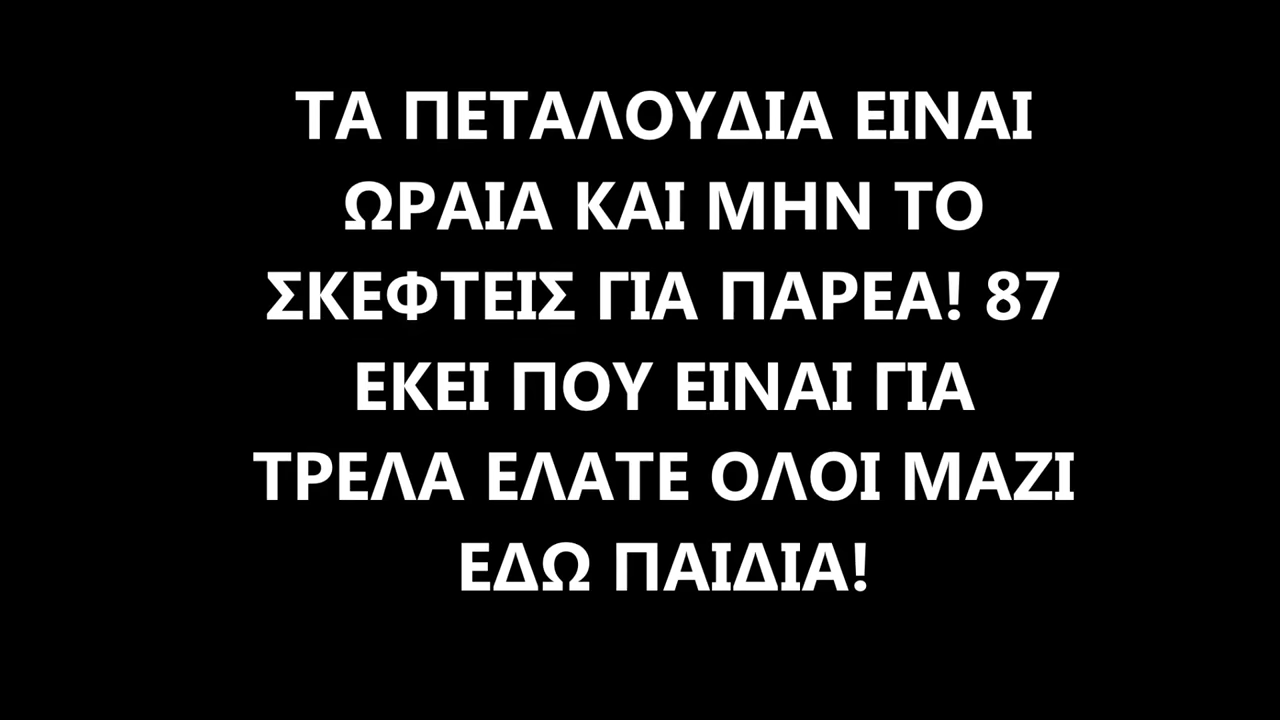 ΤΑ ΠΕΤΑΛΟΥΔΙΑ ΕΙΝΑΙ
ΩΡΑΙΑ ΚΑΙ ΜΗΝ ΤΟ
ΣΚΕΦΤΕΙΣ ΓΙΑ ΠΑΡΕΑ! 87
ΕΚΕΙ ΠΟΥ ΕΙΝΑΙ ΓΙΑ
ΤΡΕΛΑ ΕΛΑΤΕ ΟΛΟΙ ΜΑΖΙ
ΕΔΩ ΠΑΙΔΙΑ!